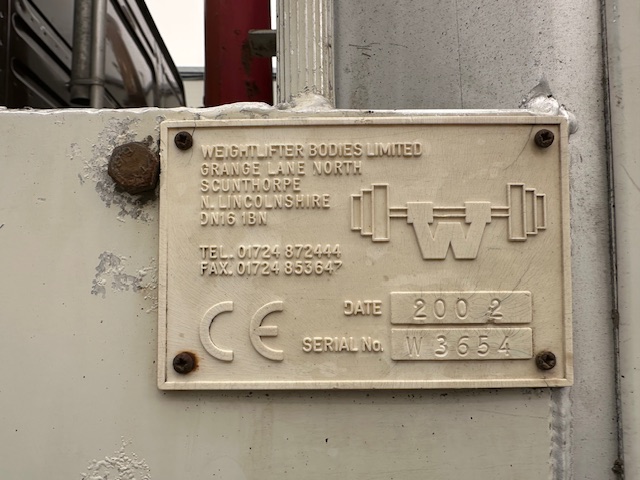 WEIGHTLIFTER BODIES LIMITED
GRANGE LANE NORTH
SCUNTHORPE
N. LINCOLNSHIRE
DN16 1BN
TEL. 01724 872444
FAX. 01724 853647
W
CE
DATE 2002
SERIAL No. W3654